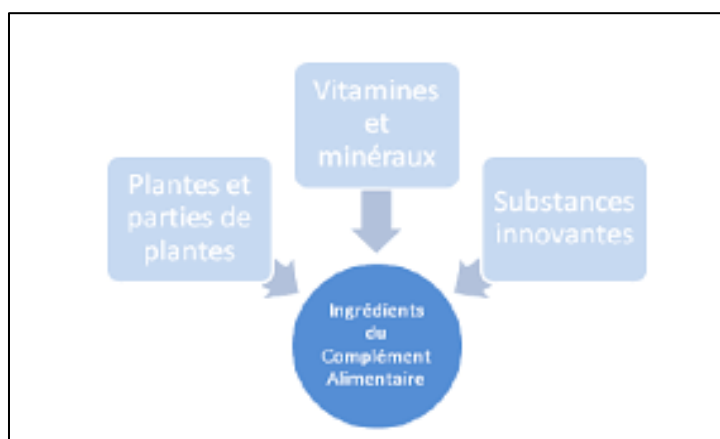 Vitamines
et
minéraux
Plantes et
parties de
plantes
Substances
innovantes
Ingrédients
du
Complément
Alimentaire